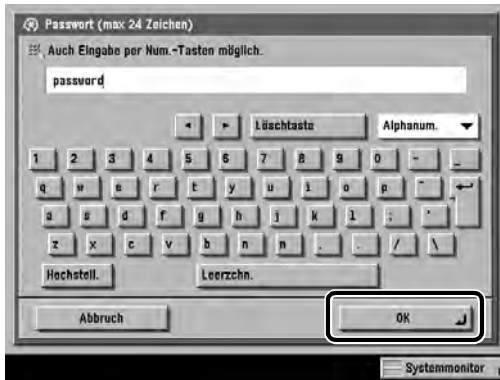 Passwort (max 24 Zeichen)
Auch Eingabe per Num.-Tasten möglich.
password
◄ ► Löschtaste Alphanum.
1 2 3 4 5 6 7 8 9 0 - _
q w e r t y u i o p
a s d f g h j k l ; '
z x c v b n m , . / \
Hochstell. Leerzchn.
Abbruch OK
Systemmonitor